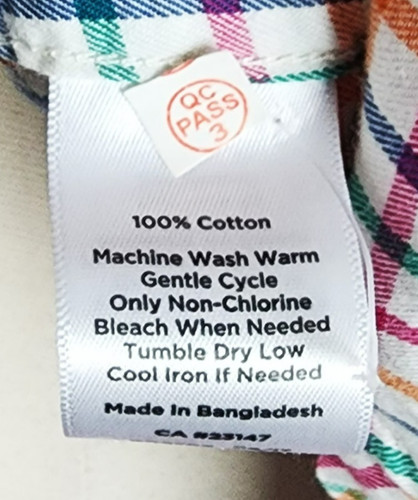 QC
PASS
3
100% Cotton
Machine Wash Warm
Gentle Cycle
Only Non-Chlorine
Bleach When Needed
Tumble Dry Low
Cool Iron If Needed
Made In Bangladesh
CA #23147